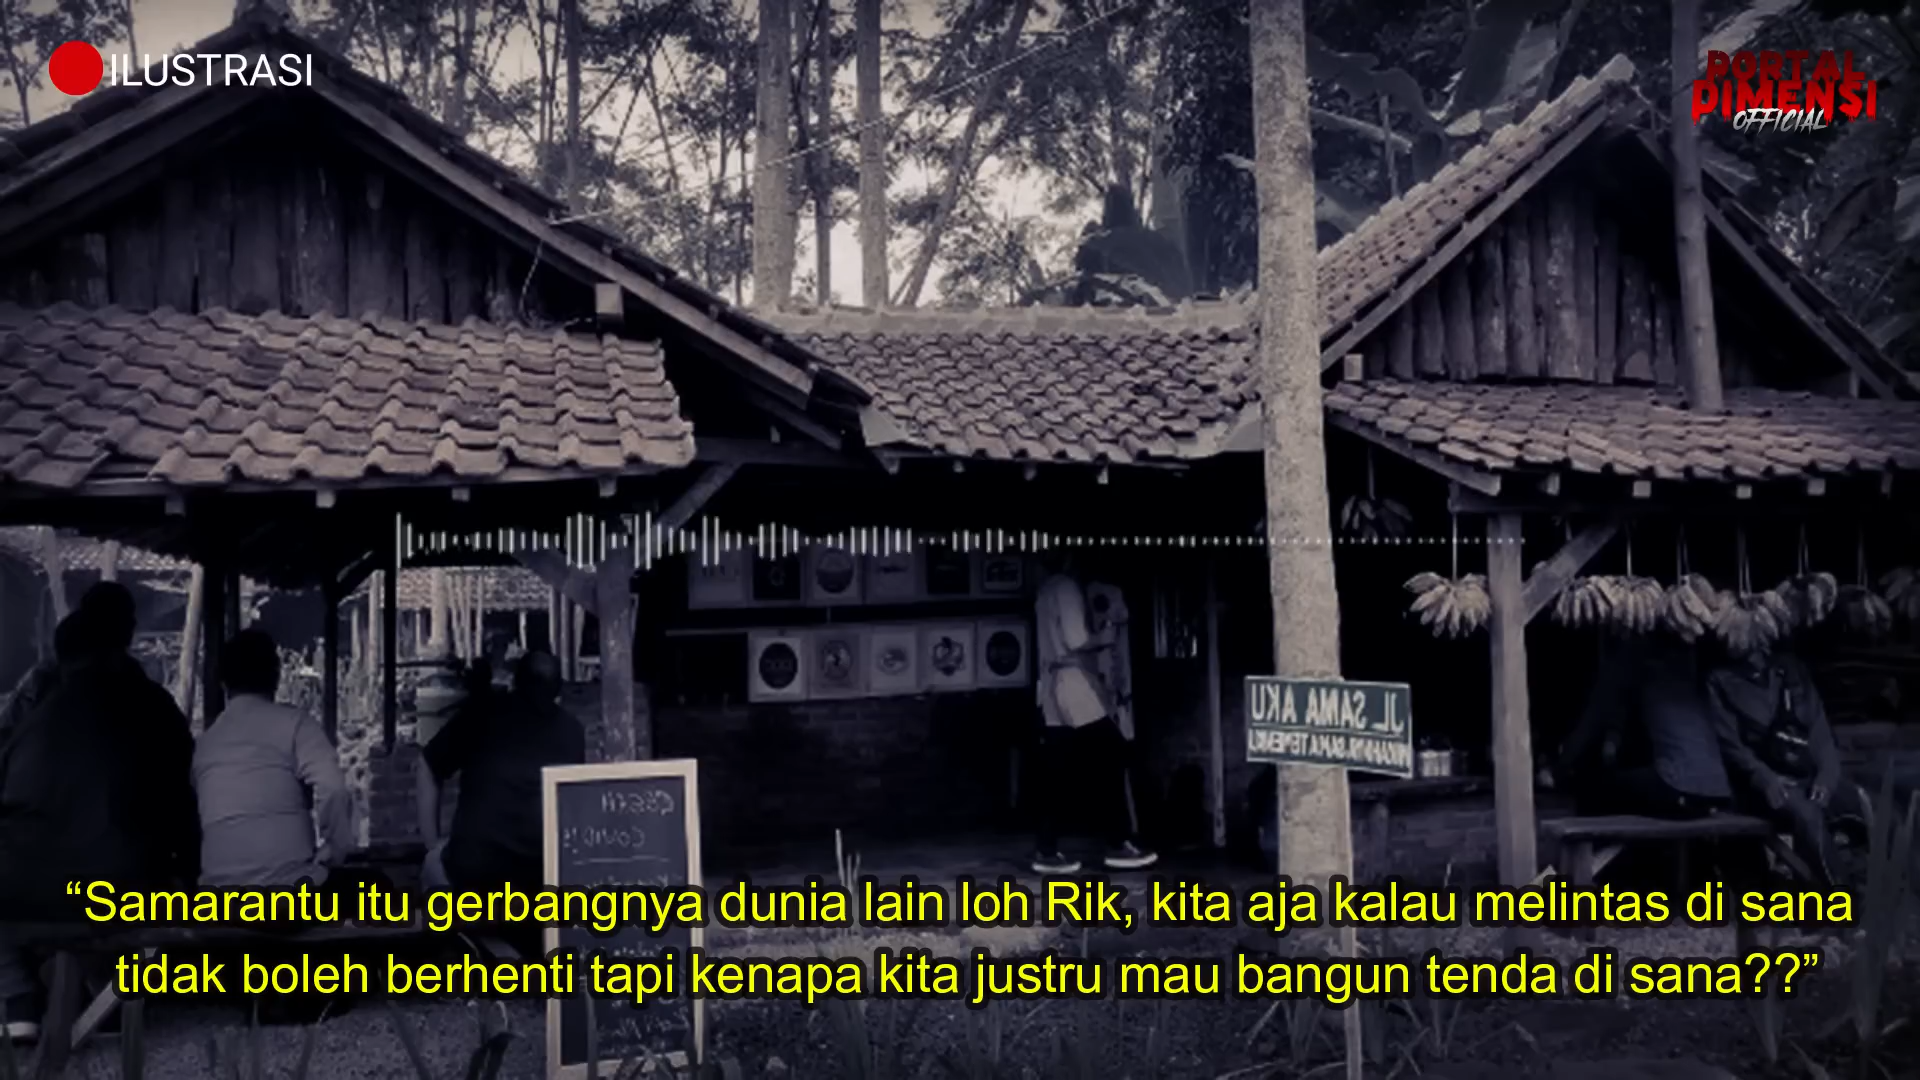 ILUSTRASI
PORTAL
DIMENSI
OFFICIAL
JL SAMA AKU
“Samarantu itu gerbangnya dunia lain loh Rik, kita aja kalau melintas di sana
tidak boleh berhenti tapi kenapa kita justru mau bangun tenda di sana??”